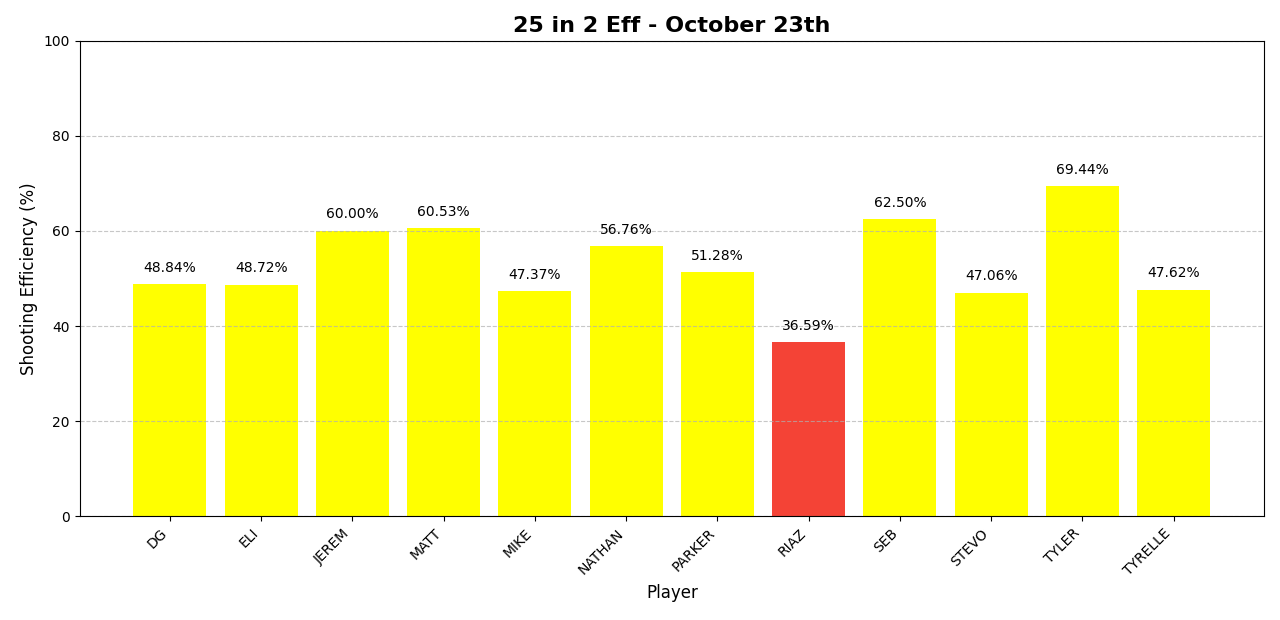 25 in 2 Eff - October 23th
Shooting Efficiency (%)
100
80
60
40
20
0
48.84%
48.72%
60.00%
60.53%
47.37%
56.76%
51.28%
36.59%
62.50%
47.06%
69.44%
47.62%
DG
ELI
JEREM
MATT
MIKE
NATHAN
PARKER
RIAZ
SEB
STEVO
TYLER
TYRELLE
Player